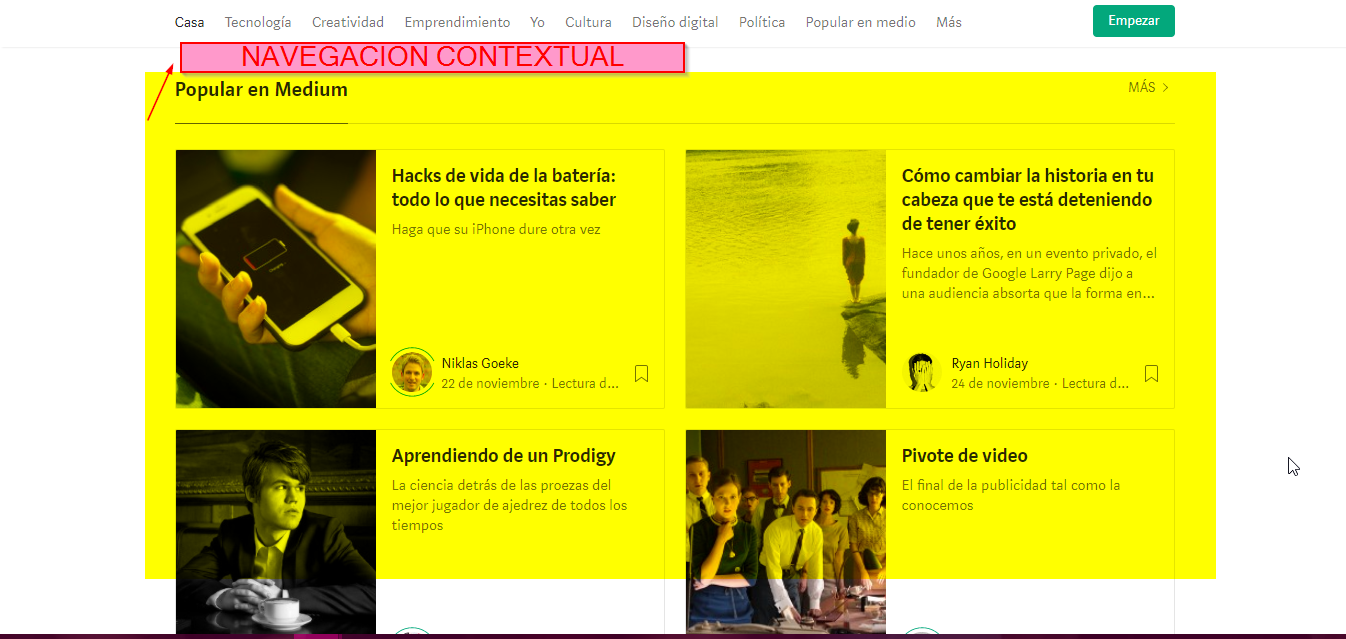 Casa Tecnología Creatividad Emprendimiento Yo Cultura Diseño digital Política Popular en medio Más Empezar
NAVEGACION CONTEXTUAL
Popular en Medium MÁS
Hacks de vida de la batería:
todo lo que necesitas saber
Haga que su iPhone dure otra vez
Niklas Goeke
22 de noviembre · Lectura d...
Cómo cambiar la historia en tu
cabeza que te está deteniendo
de tener éxito
Hace unos años, en un evento privado, el
fundador de Google Larry Page dijo a
una audiencia absorta que la forma en...
Ryan Holiday
24 de noviembre · Lectura d...
Aprendiendo de un Prodigy
La ciencia detrás de las proezas del
mejor jugador de ajedrez de todos los
tiempos
Pivote de video
El final de la publicidad tal como la
conocemos